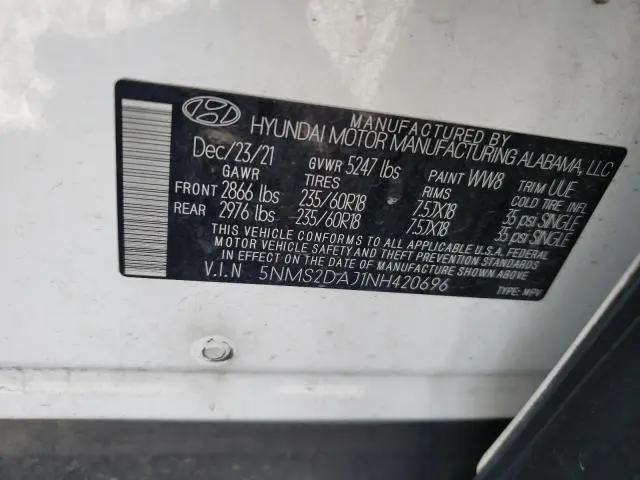 MANUFACTURED BY
HYUNDAI MOTOR MANUFACTURING ALABAMA, LLC
Dec/23/21 GVWR 5247 lbs PAINT WW8 TRIM UUE
GAWR TIRES RIMS COLD TIRE INFL
FRONT 2866 lbs 235/60R18 7.5JX18 35 psi SINGLE
REAR 2976 lbs 235/60R18 7.5JX18 35 psi SINGLE
THIS VEHICLE CONFORMS TO ALL APPLICABLE U.S.A. FEDERAL
MOTOR VEHICLE SAFETY AND THEFT PREVENTION STANDARDS
IN EFFECT ON THE DATE OF MANUFACTURE SHOWN ABOVE.
V.I.N 5NMS2DAJ1NH420696
TYPE: MPV